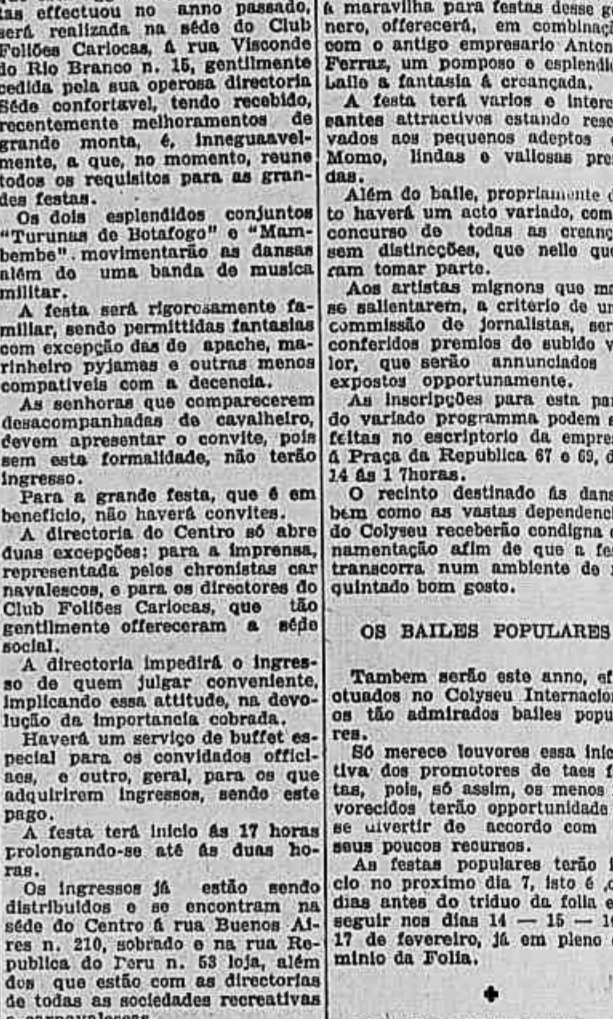 tas effectuou no anno passado,
será realizada na séde do Club
Foliões Cariocas, á rua Visconde
do Rio Branco n. 15, gentilmente
cedida pela sua operosa directoria
Séde confortavel, tendo recebido,
recentemente melhoramentos de
grande monta, é, inneguaavel-
mente, a que, no momento, reune
todos os requisitos para as gran-
des festas.
Os dois esplendidos conjuntos
"Turunas de Botafogo" e "Mam-
bembe". movimentarão as dansas
além de uma banda de musica
militar.
A festa será rigorosamente fa-
miliar, sendo permittidas fantasias
com excepção das de apache, ma-
rinheiro pyjamas e outras menos
compativeis com a decencia.
As senhoras que comparecerem
desacompanhadas de cavalheiro,
devem apresentar o convite, pois
sem esta formalidade, não terão
ingresso.
Para a grande festa, que é em
beneficio, não haverá convites.
A directoria do Centro só abre
duas excepções: para a imprensa,
representada pelos chronistas car
navalescos, e para os directores do
Club Foliões Cariocas, que tão
gentilmente offereceram a séde
social.
A directoria impedirá o ingres-
so de quem julgar conveniente,
implicando essa attitude, na devo-
lução da importancia cobrada.
Haverá um serviço de buffet es-
pecial para os convidados offici-
aes, e outro, geral, para os que
adquirirem ingressos, sendo este
pago.
A festa terá inicio ás 17 horas
prolongando-se até ás duas ho-
ras.
Os ingressos já estão sendo
distribuidos e se encontram na
séde do Centro á rua Buenos Ai-
res n. 210, sobrado e na rua Re-
publica do Peru n. 53 loja, além
dos que estão com as directorias
de todas as sociedades recreativas
e carnavalescas
á maravilha para festas desse ge
nero, offerecerá, em combinaçã
com o antigo empresario Anton
Ferraz, um pomposo e esplendi
baile a fantasia á creançada.
A festa terá varios e intere
santes attractivos estando rese
vados aos pequenos adeptos d
Momo, lindas e valiosas pre
das.
Além do baile, propriamente d
to haverá um acto variado, com
concurso de todas as creanç
sem distincções, que nelle que
ram tomar parte.
Aos artistas mignons que ma
se salientarem, a criterio de un
commissão de jornalistas, ser
conferidos premios de subido v
lor, que serão annunciados
expostos opportunamente.
As inscripções para esta par
do variado programma podem s
feitas no escriptorio da empres
á Praça da Republica 67 e 69, d
14 ás 1 7horas.
O recinto destinado ás dans
bem como as vastas dependenci
do Colyseu receberão condigna o
namentação afim de que a fes
transcorra num ambiente de r
quintado bom gosto.
OS BAILES POPULARES
Tambem serão este anno, ef
otuados no Colyseu Internacion
os tão admirados bailes popu
res.
Só merece louvores essa inic
tiva dos promotores de taes f
tas, pois, só assim, os menos
vorecidos terão opportunidade
se divertir de accordo com
seus poucos recursos.
As festas populares terão i
cio no proximo dia 7, isto é
dias antes do triduo da folia e
seguir nos dias 14 — 15 — 16
17 de fevereiro, já em pleno
minio da Folia.